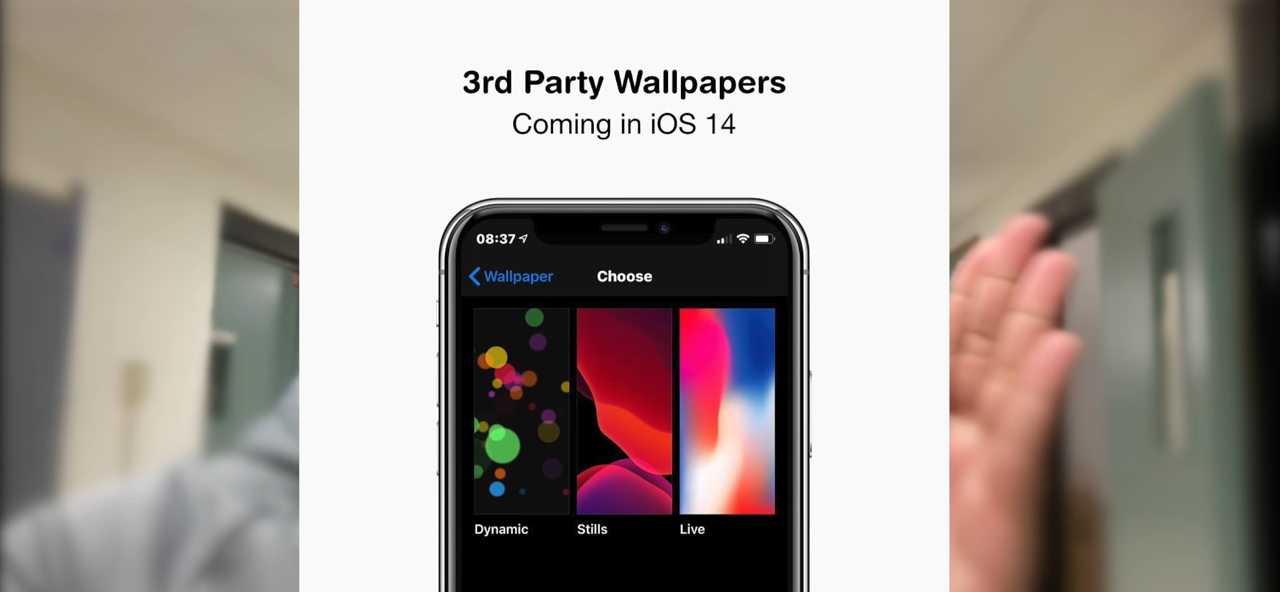 3rd Party Wallpapers
Coming in iOS 14
08:37
Wallpaper Choose
Dynamic Stills Live